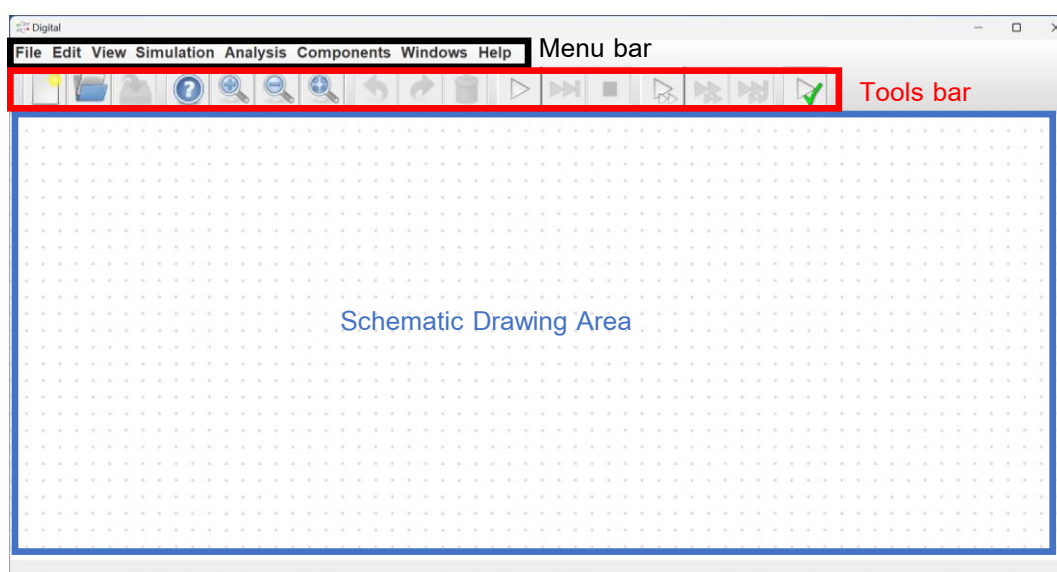 Digital
File Edit View Simulation Analysis Components Windows Help
Menu bar
?
Tools bar
Schematic Drawing Area